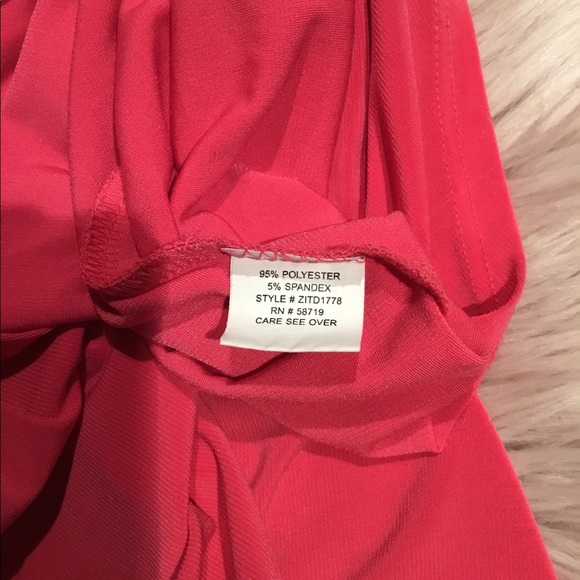 95% POLYESTER
5% SPANDEX
STYLE # ZITD1778
RN # 58719
CARE SEE OVER